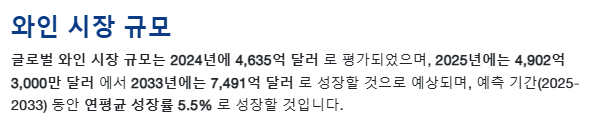 와인 시장 규모
글로벌 와인 시장 규모는 2024년에 4,635억 달러 로 평가되었으며, 2025년에는 4,902억
3,000만 달러 에서 2033년에는 7,491억 달러 로 성장할 것으로 예상되며, 예측 기간(2025-
2033) 동안 연평균 성장률 5.5% 로 성장할 것입니다.